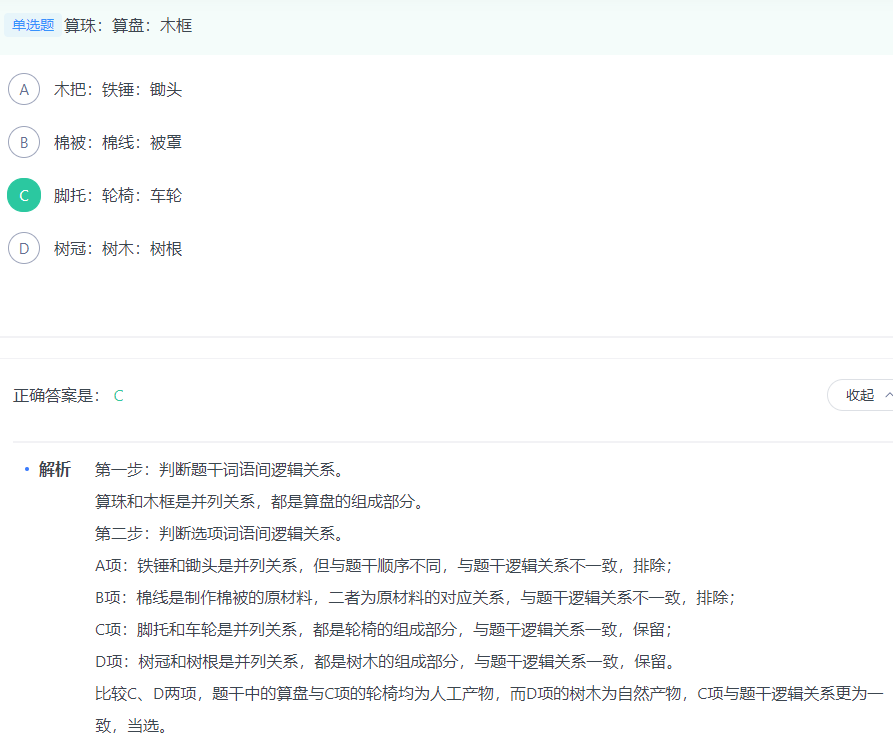 单选题 算珠：算盘：木框
A 木把：铁锤：锄头
B 棉被：棉线：被罩
C 脚托：轮椅：车轮
D 树冠：树木：树根
正确答案是： C
收起
解析 第一步：判断题干词语间逻辑关系。
算珠和木框是并列关系，都是算盘的组成部分。
第二步：判断选项词语间逻辑关系。
A项：铁锤和锄头是并列关系，但与题干顺序不同，与题干逻辑关系不一致，排除；
B项：棉线是制作棉被的原材料，二者为原材料的对应关系，与题干逻辑关系不一致，排除；
C项：脚托和车轮是并列关系，都是轮椅的组成部分，与题干逻辑关系一致，保留；
D项：树冠和树根是并列关系，都是树木的组成部分，与题干逻辑关系一致，保留。
比较C、D两项，题干中的算盘与C项的轮椅均为人工产物，而D项的树木为自然产物，C项与题干逻辑关系更为一
致，当选。